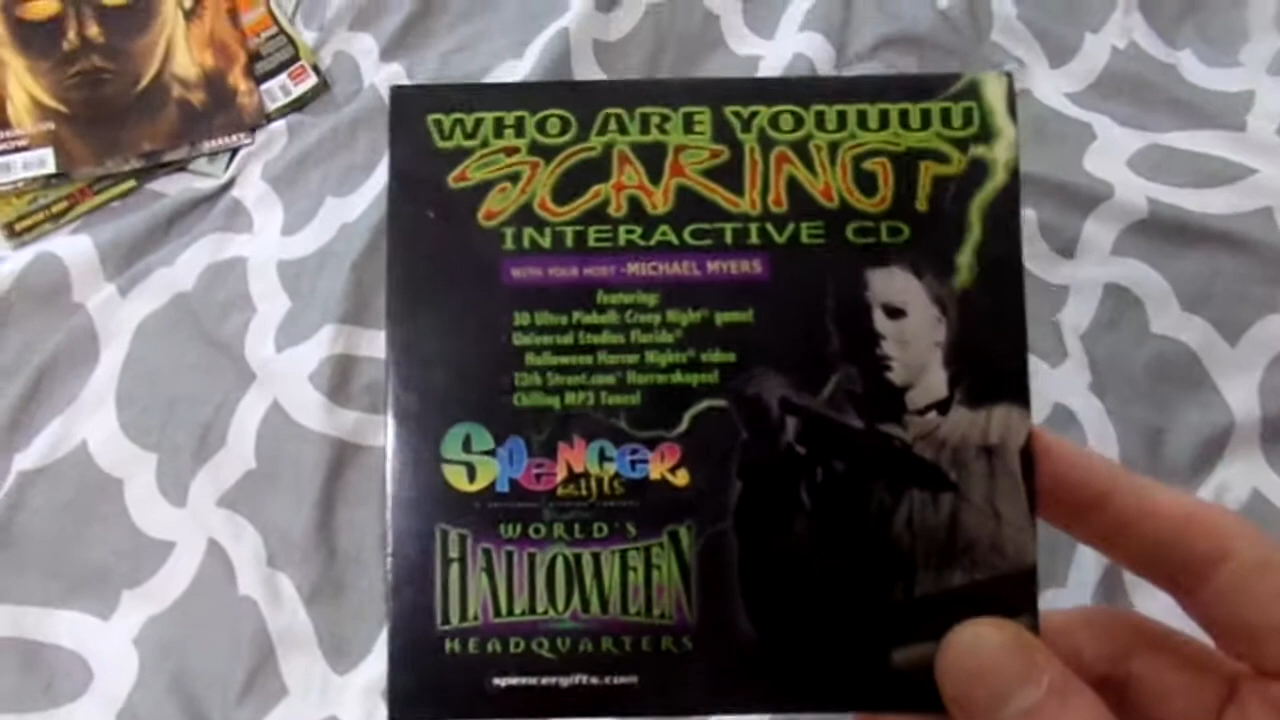 WHO ARE YOUUUU
SCARING?
INTERACTIVE CD
WITH YOUR HOST -MICHAEL MYERS
featuring:
3D Ultra Pinball: Creep Night™ game!
Universal Studios Florida®
Halloween Horror Nights® video
13th Street.com™ Horrorskopes!
Chilling MP3 Tunes!
SPENCER
Gifts
WORLD'S
HALLOWEEN
HEADQUARTERS
spencergifts.com